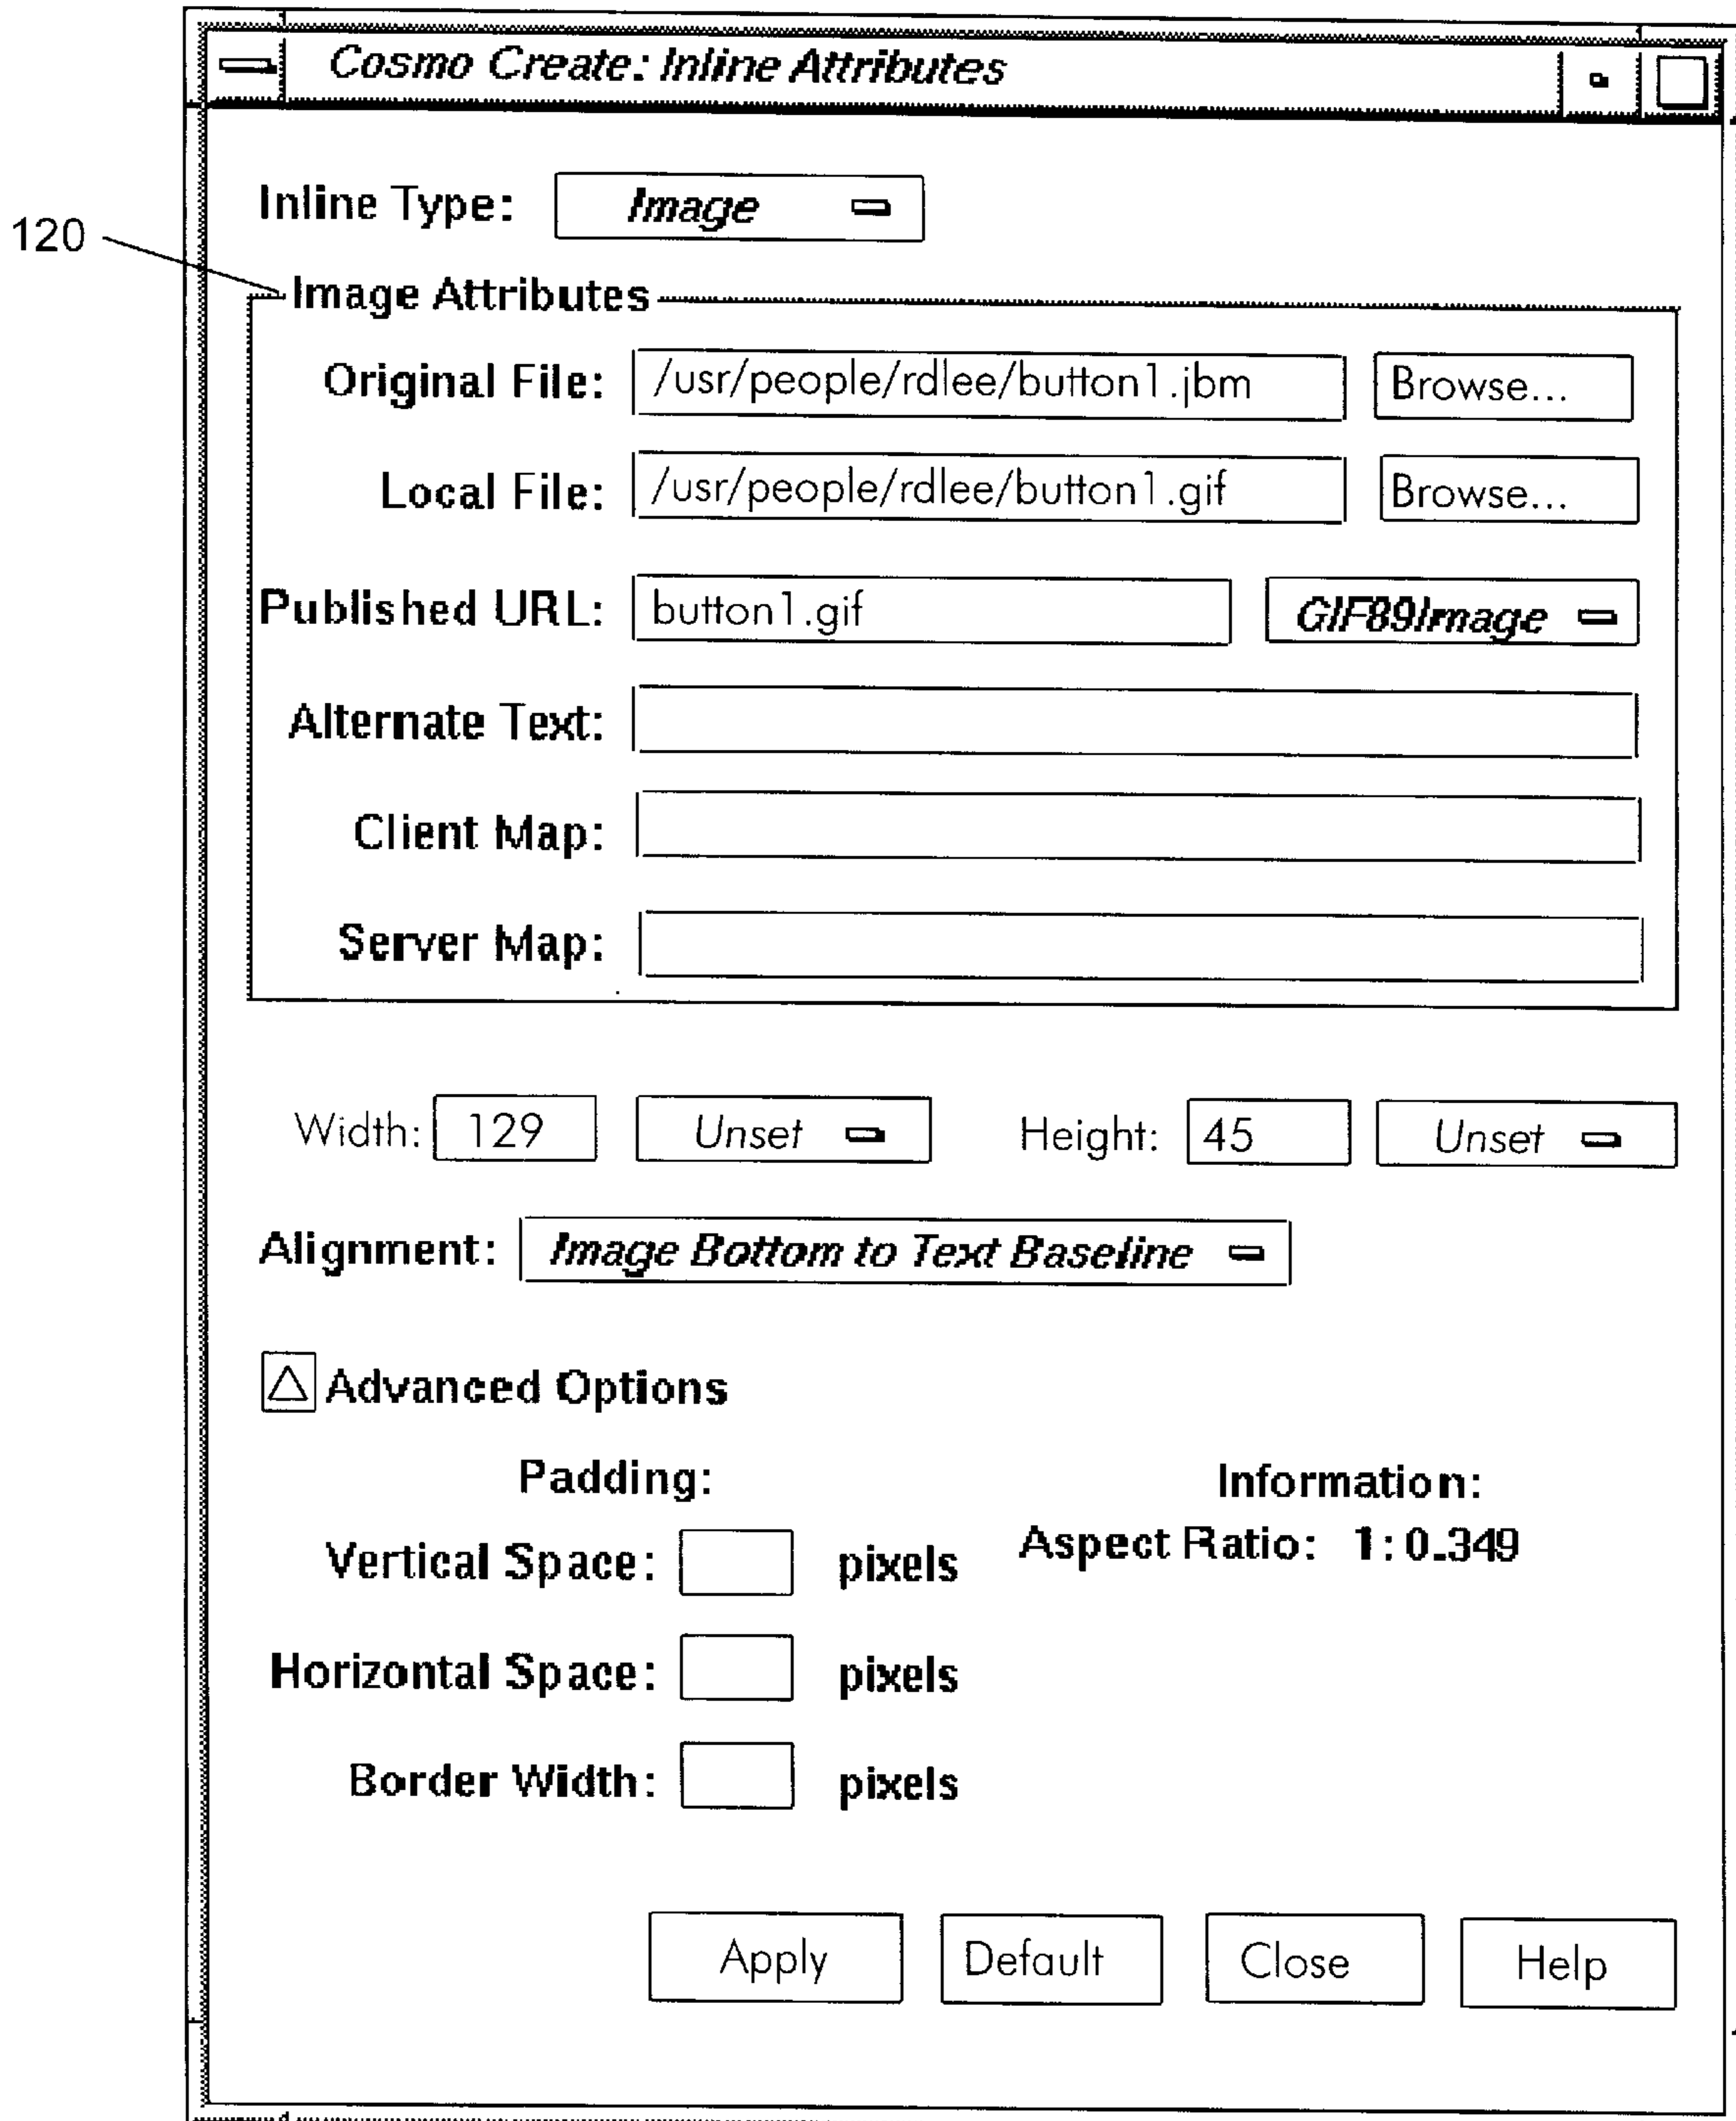 Cosmo Create: Inline Attributes
Inline Type: Image
120
Image Attributes
Original File: /usr/people/rdlee/button1.jbm Browse...
Local File: /usr/people/rdlee/button1.gif Browse...
Published URL: button1.gif GIF89Image
Alternate Text:
Client Map:
Server Map:
Width: 129 Unset Height: 45 Unset
Alignment: Image Bottom to Text Baseline
Advanced Options
Padding: Information:
Vertical Space: pixels Aspect Ratio: 1:0.349
Horizontal Space: pixels
Border Width: pixels
Apply Default Close Help